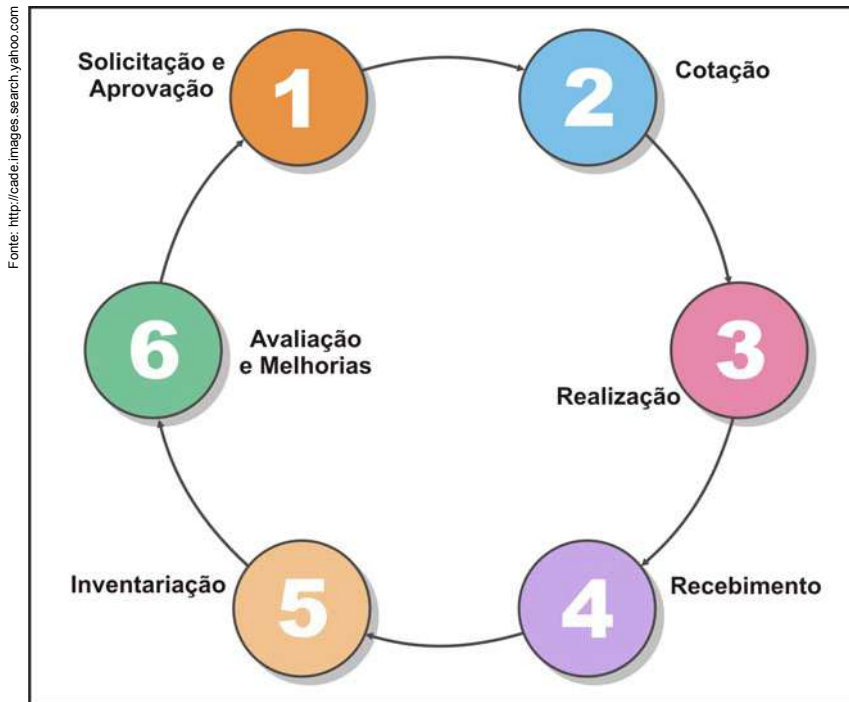 Fonte: http://cade.images.search.yahoo.com
Solicitação e
Aprovação
1
2
Cotação
3
Realização
4
Recebimento
5
Inventariação
6
Avaliação
e Melhorias